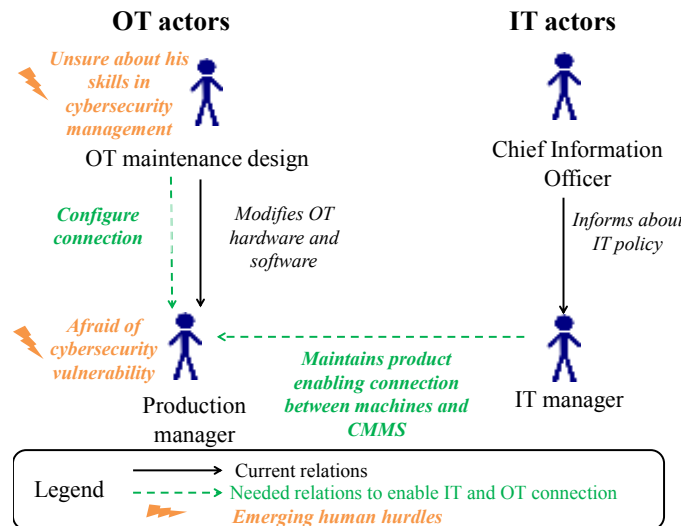 OT actors
IT actors
Unsure about his
skills in
cybersecurity
management
OT maintenance design
Chief Information
Officer
Configure
connection
Modifies OT
hardware and
software
Informs about
IT policy
Afraid of
cybersecurity
vulnerability
Maintains product
enabling connection
between machines and
CMMS
Production
manager
IT manager
Legend
Current relations
Needed relations to enable IT and OT connection
Emerging human hurdles